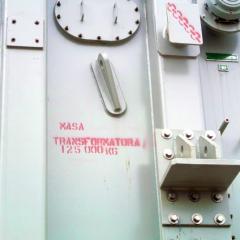 MASA
TRANSFORMATORA
125 000 KG